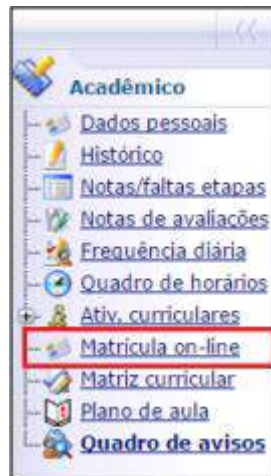 Acadêmico
Dados pessoais
Histórico
Notas/faltas etapas
Notas de avaliações
Frequência diária
Quadro de horários
Ativ. curriculares
Matrícula on-line
Matriz curricular
Plano de aula
Quadro de avisos